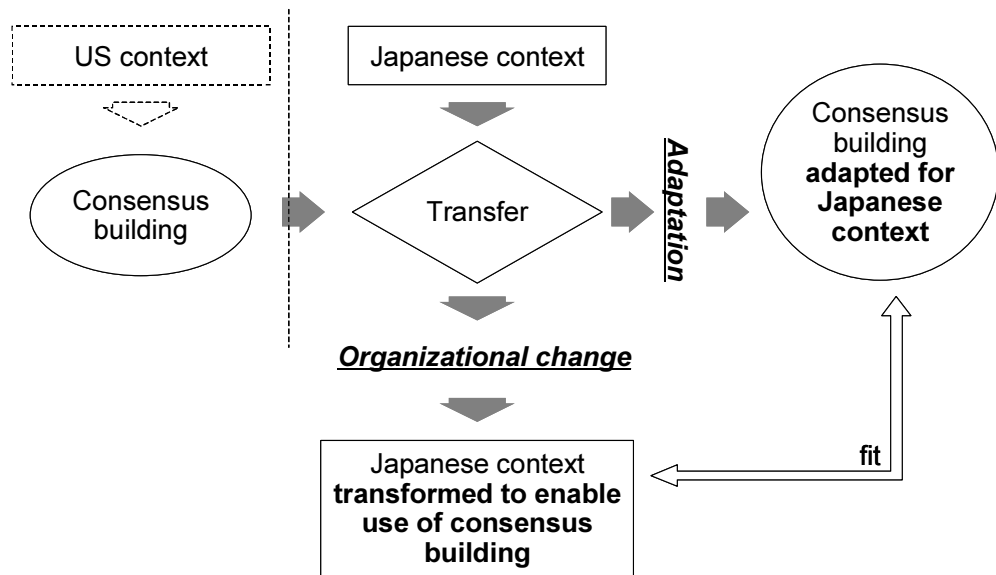 US context
Japanese context
Consensus
building
Transfer
Adaptation
Consensus
building
adapted for
Japanese
context
Organizational change
fit
Japanese context
transformed to enable
use of consensus
building